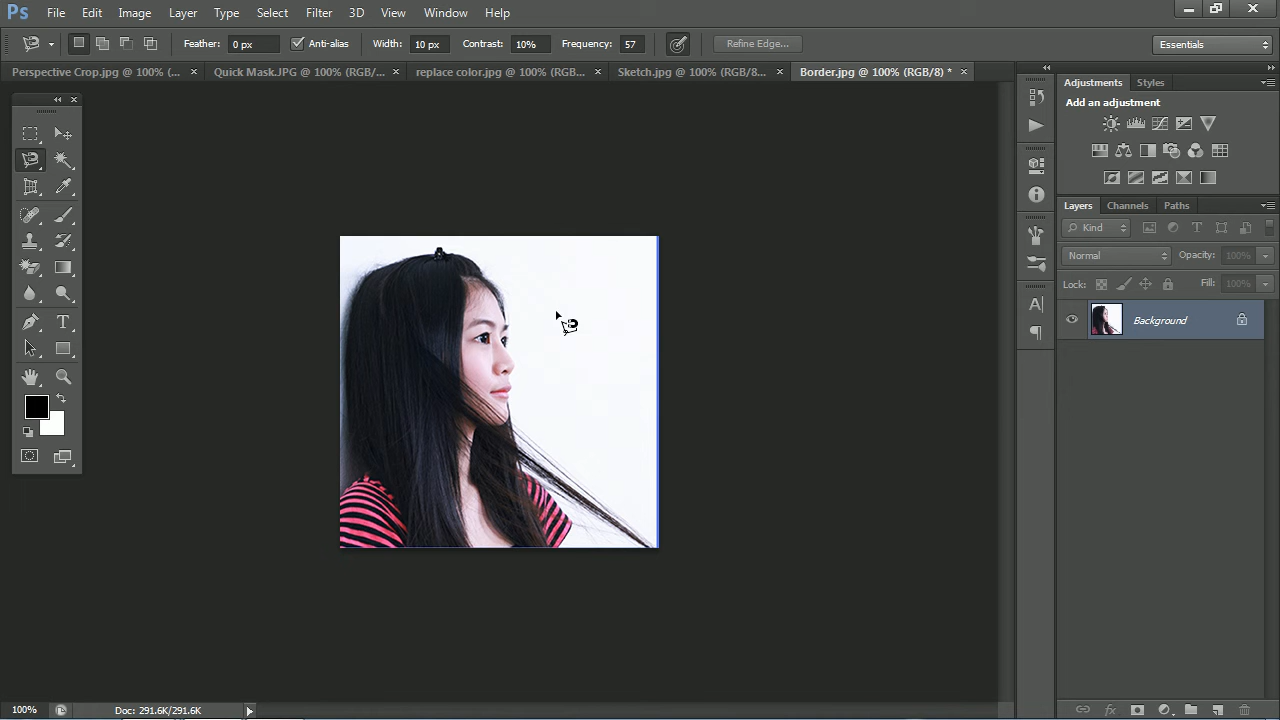 Ps File Edit Image Layer Type Select Filter 3D View Window Help
Feather: 0 px Anti-alias Width: 10 px Contrast: 10% Frequency: 57 Refine Edge... Essentials
Perspective Crop.jpg @ 100% (... × Quick Mask.JPG @ 100% (RGB/... × replace color.jpg @ 100% (RGB... × Sketch.jpg @ 100% (RGB/8... × Border.jpg @ 100% (RGB/8) * ×
Adjustments Styles
Add an adjustment
Layers Channels Paths
Kind
Normal Opacity: 100%
Lock: Fill: 100%
Background
100% Doc: 291.6K/291.6K